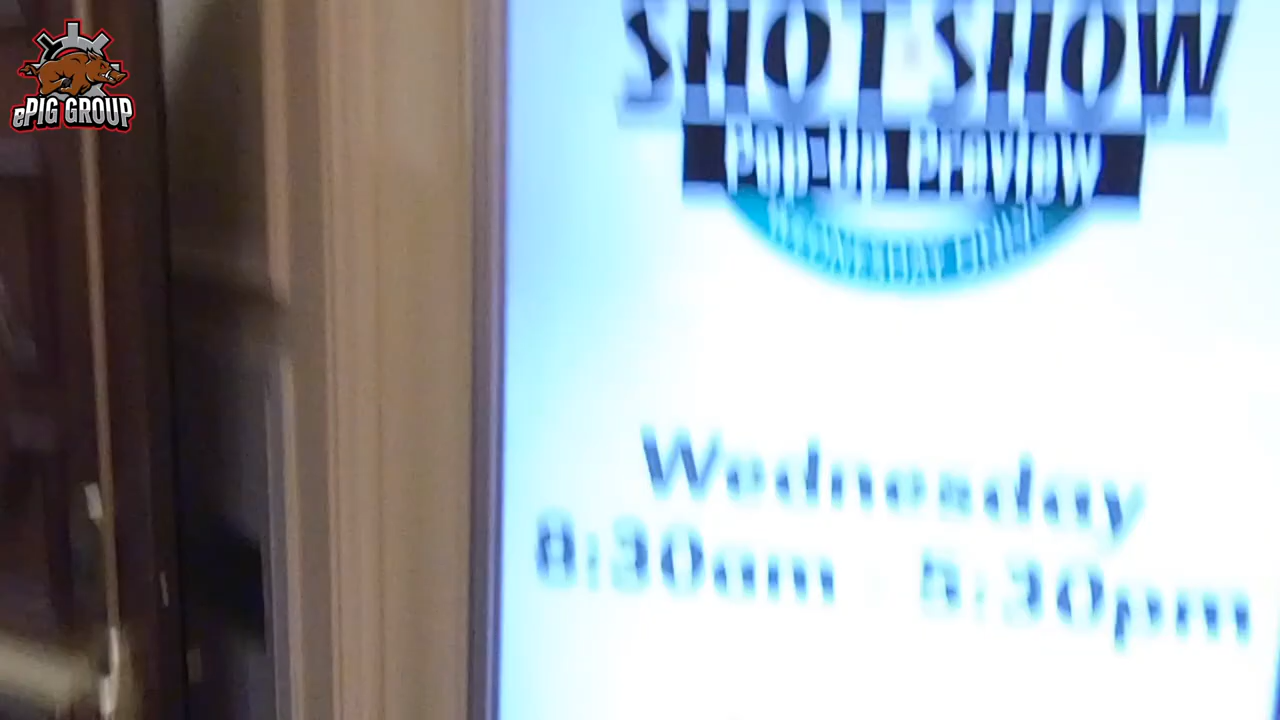 ePIG GROUP
SHOT SHOW
Pop-Up Preview
Wednesday
8:30am - 5:30pm